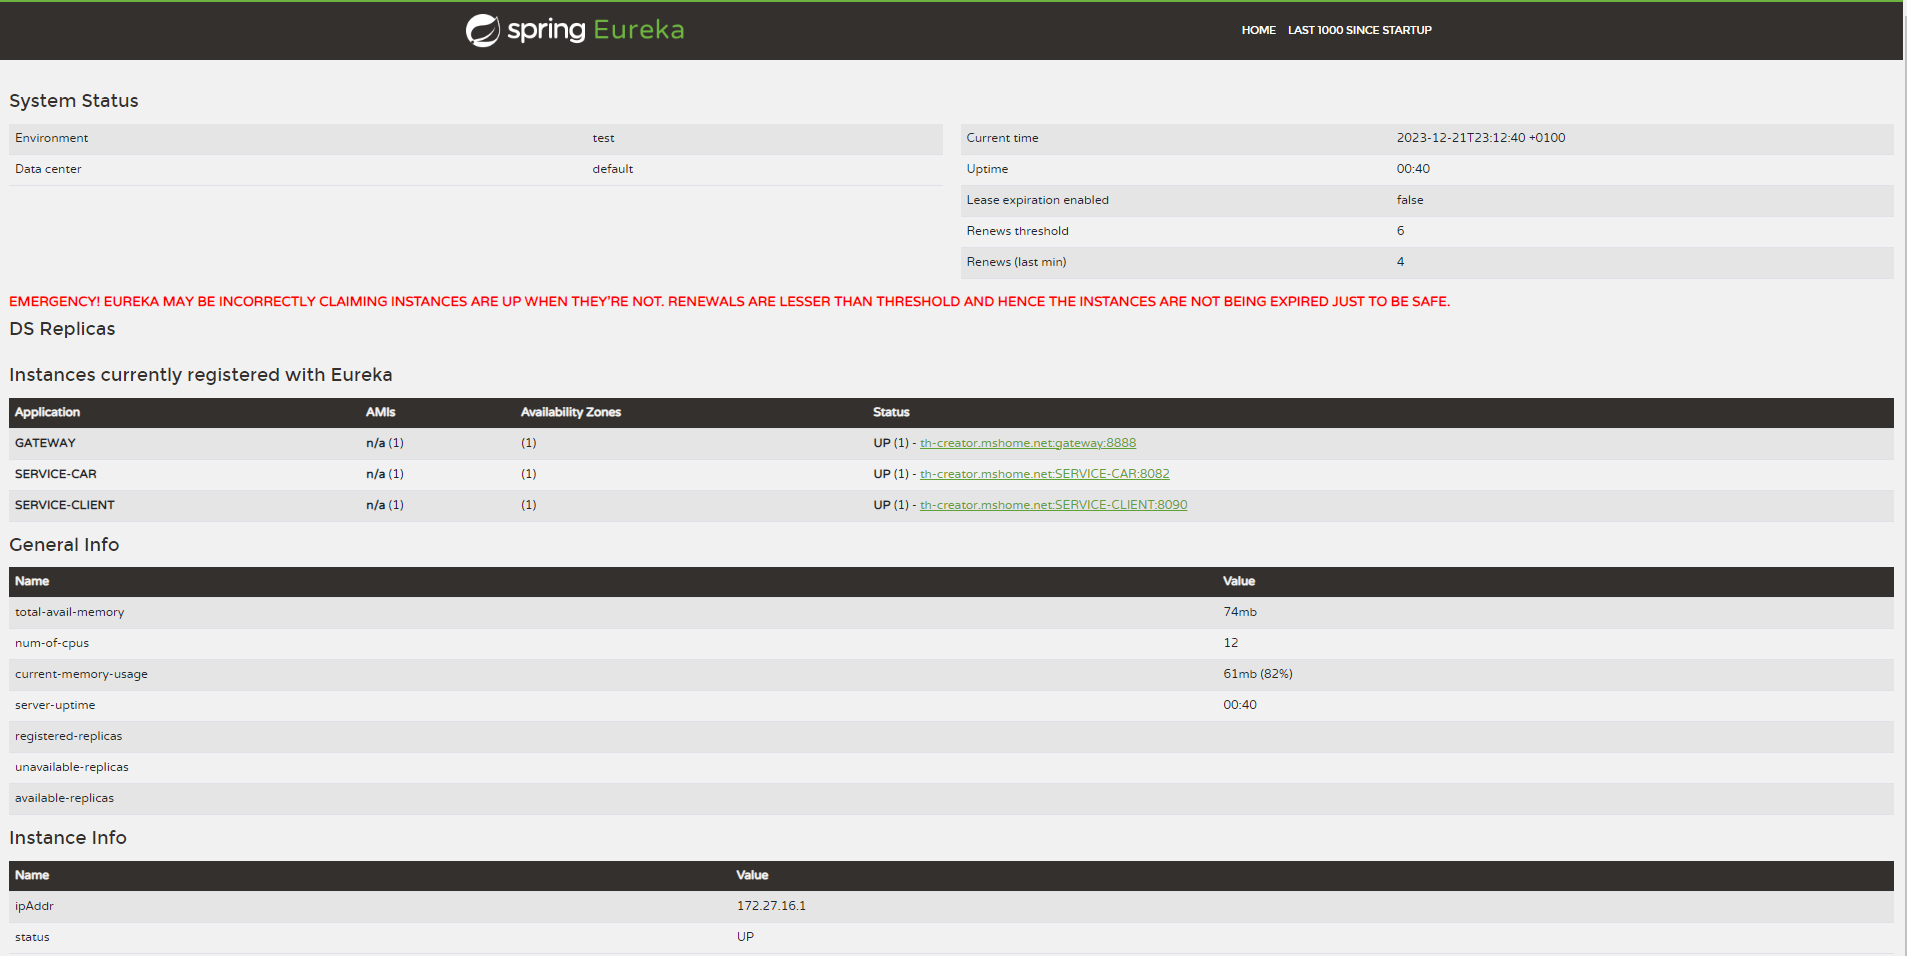 spring Eureka
HOME LAST 1000 SINCE STARTUP
System Status
Environment test
Data center default
Current time 2023-12-21T23:12:40 +0100
Uptime 00:40
Lease expiration enabled false
Renews threshold 6
Renews (last min) 4
EMERGENCY! EUREKA MAY BE INCORRECTLY CLAIMING INSTANCES ARE UP WHEN THEY'RE NOT. RENEWALS ARE LESSER THAN THRESHOLD AND HENCE THE INSTANCES ARE NOT BEING EXPIRED JUST TO BE SAFE.
DS Replicas
Instances currently registered with Eureka
Application AMIs Availability Zones Status
GATEWAY n/a (1) (1) UP (1) - th-creator.mshome.net:gateway:8888
SERVICE-CAR n/a (1) (1) UP (1) - th-creator.mshome.net:SERVICE-CAR:8082
SERVICE-CLIENT n/a (1) (1) UP (1) - th-creator.mshome.net:SERVICE-CLIENT:8090
General Info
Name Value
total-avail-memory 74mb
num-of-cpus 12
current-memory-usage 61mb (82%)
server-uptime 00:40
registered-replicas
unavailable-replicas
available-replicas
Instance Info
Name Value
ipAddr 172.27.16.1
status UP